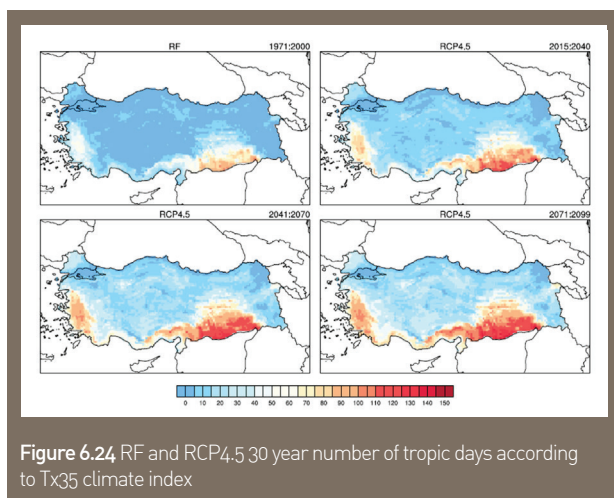 RF 1971:2000
RCP4.5 2015:2040
RCP4.5 2041:2070
RCP4.5 2071:2099
0 10 20 30 40 50 60 70 80 90 100 110 120 130 140 150
Figure 6.24 RF and RCP4.5 30 year number of tropic days according
to Tx35 climate index